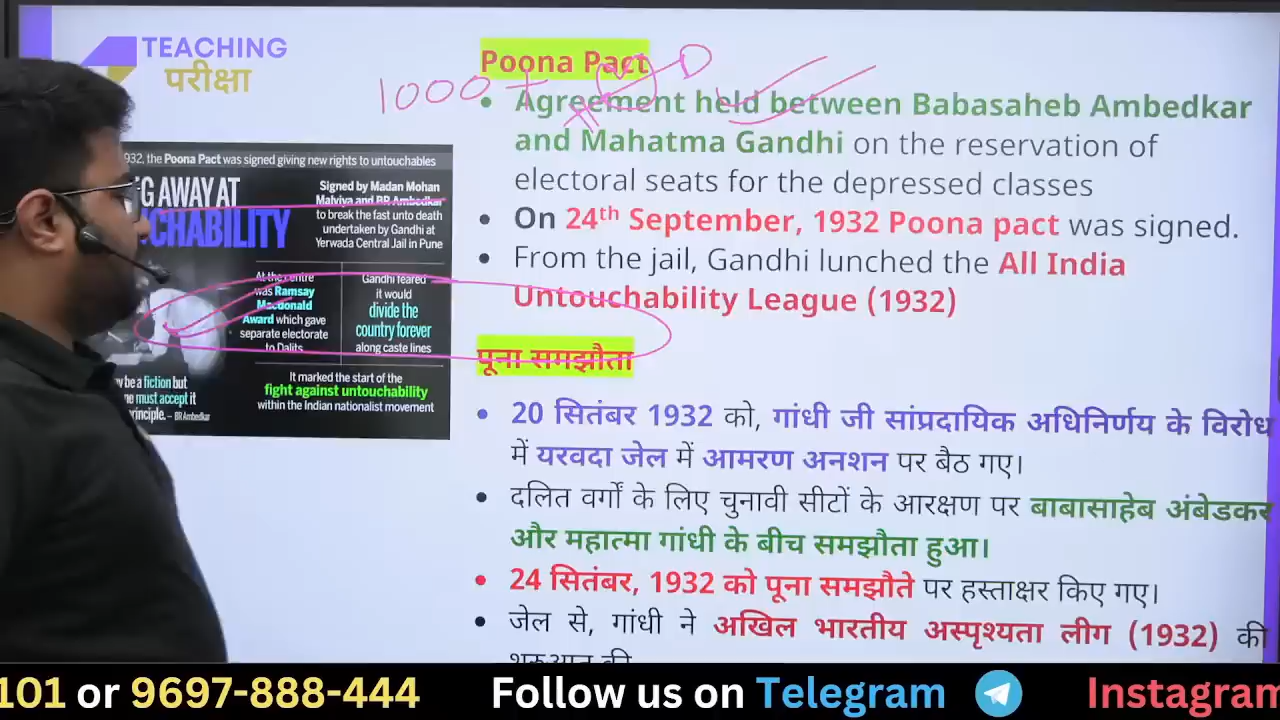 TEACHING
परीक्षा
1000 +
Poona Pact
• Agreement held between Babasaheb Ambedkar
and Mahatma Gandhi on the reservation of
electoral seats for the depressed classes
• On 24th September, 1932 Poona pact was signed.
• From the jail, Gandhi lunched the All India
Untouchability League (1932)
932, the Poona Pact was signed giving new rights to untouchables
G AWAY AT
CHABILITY
Signed by Madan Mohan
Malviya and BR Ambedkar
to break the fast unto death
undertaken by Gandhi at
Yerwada Central Jail in Pune
At the centre
was Ramsay
Macdonald
Award which gave
separate electorate
to Dalits
Gandhi feared
it would
divide the
country forever
along caste lines
y be a fiction but
must accept it
rinciple. – BR Ambedkar
It marked the start of the
fight against untouchability
within the Indian nationalist movement
पूना समझौता
• 20 सितंबर 1932 को, गांधी जी सांप्रदायिक अधिनिर्णय के विरोध
में यरवदा जेल में आमरण अनशन पर बैठ गए।
• दलित वर्गों के लिए चुनावी सीटों के आरक्षण पर बाबासाहेब अंबेडकर
और महात्मा गांधी के बीच समझौता हुआ।
• 24 सितंबर, 1932 को पूना समझौते पर हस्ताक्षर किए गए।
• जेल से, गांधी ने अखिल भारतीय अस्पृश्यता लीग (1932) की
शुरुआत की
101 or 9697-888-444 Follow us on Telegram Instagram